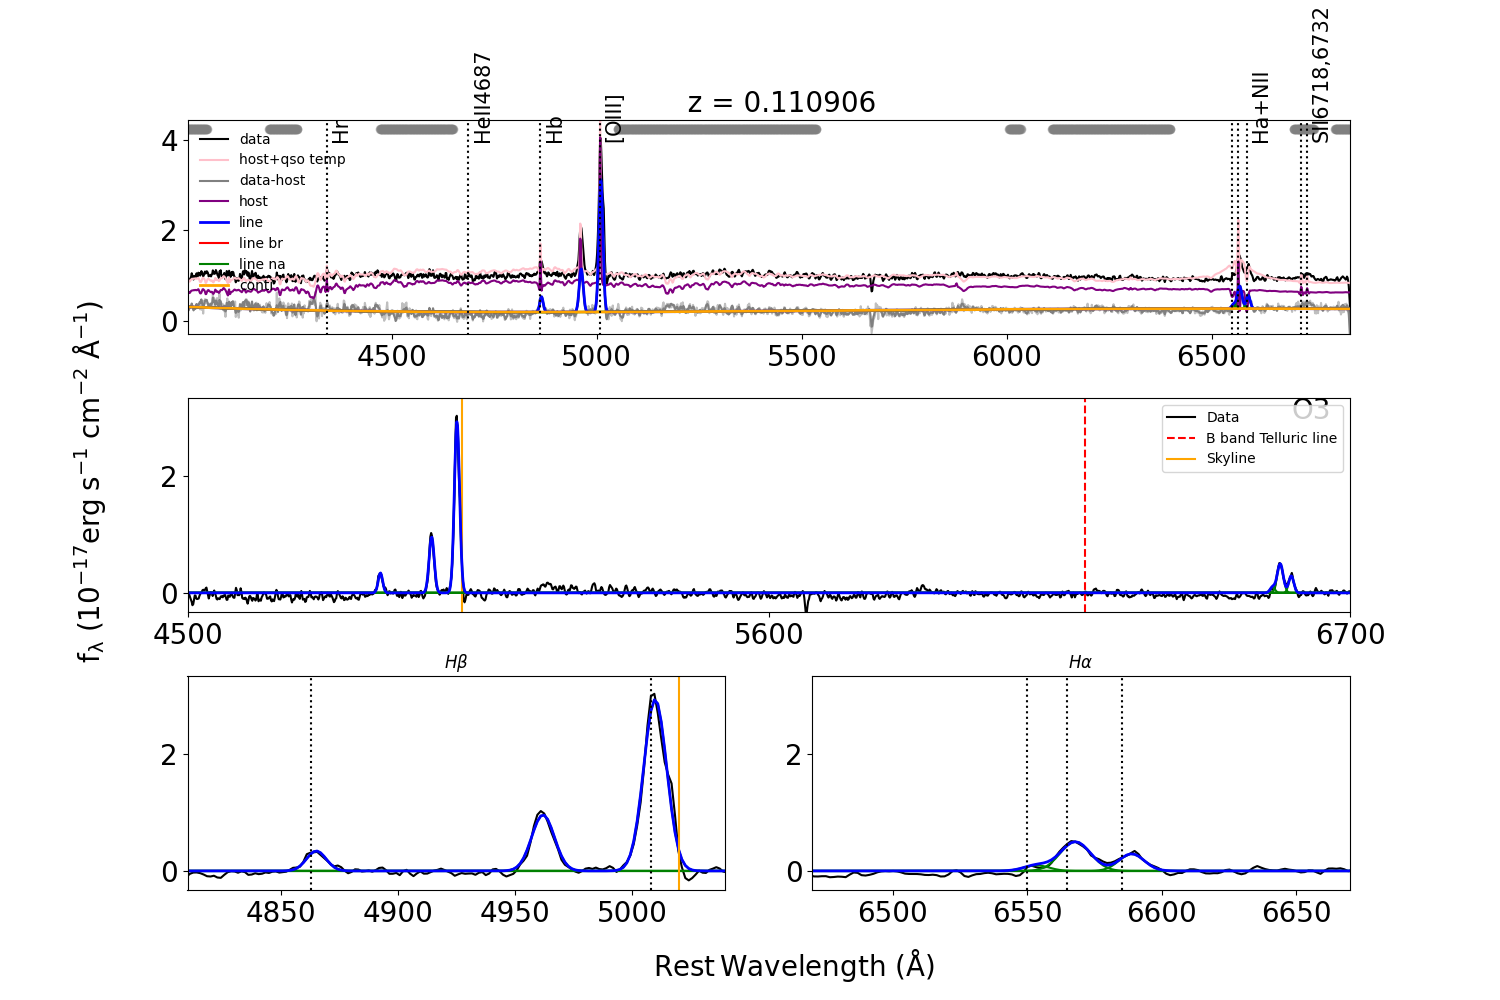 z = 0.110906
Hr
HeII4687
Hb
[OIII]
Ha+NII
SII6718,6732
data
host+qso temp
data-host
host
line
line br
line na
conti
4
2
0
4500
5000
5500
6000
6500
O3
Data
B band Telluric line
Skyline
2
0
4500
5600
6700
fλ (10⁻¹⁷erg s⁻¹ cm⁻² Å⁻¹)
Hβ
2
0
4850
4900
4950
5000
Hα
2
0
6500
6550
6600
6650
Rest Wavelength (Å)